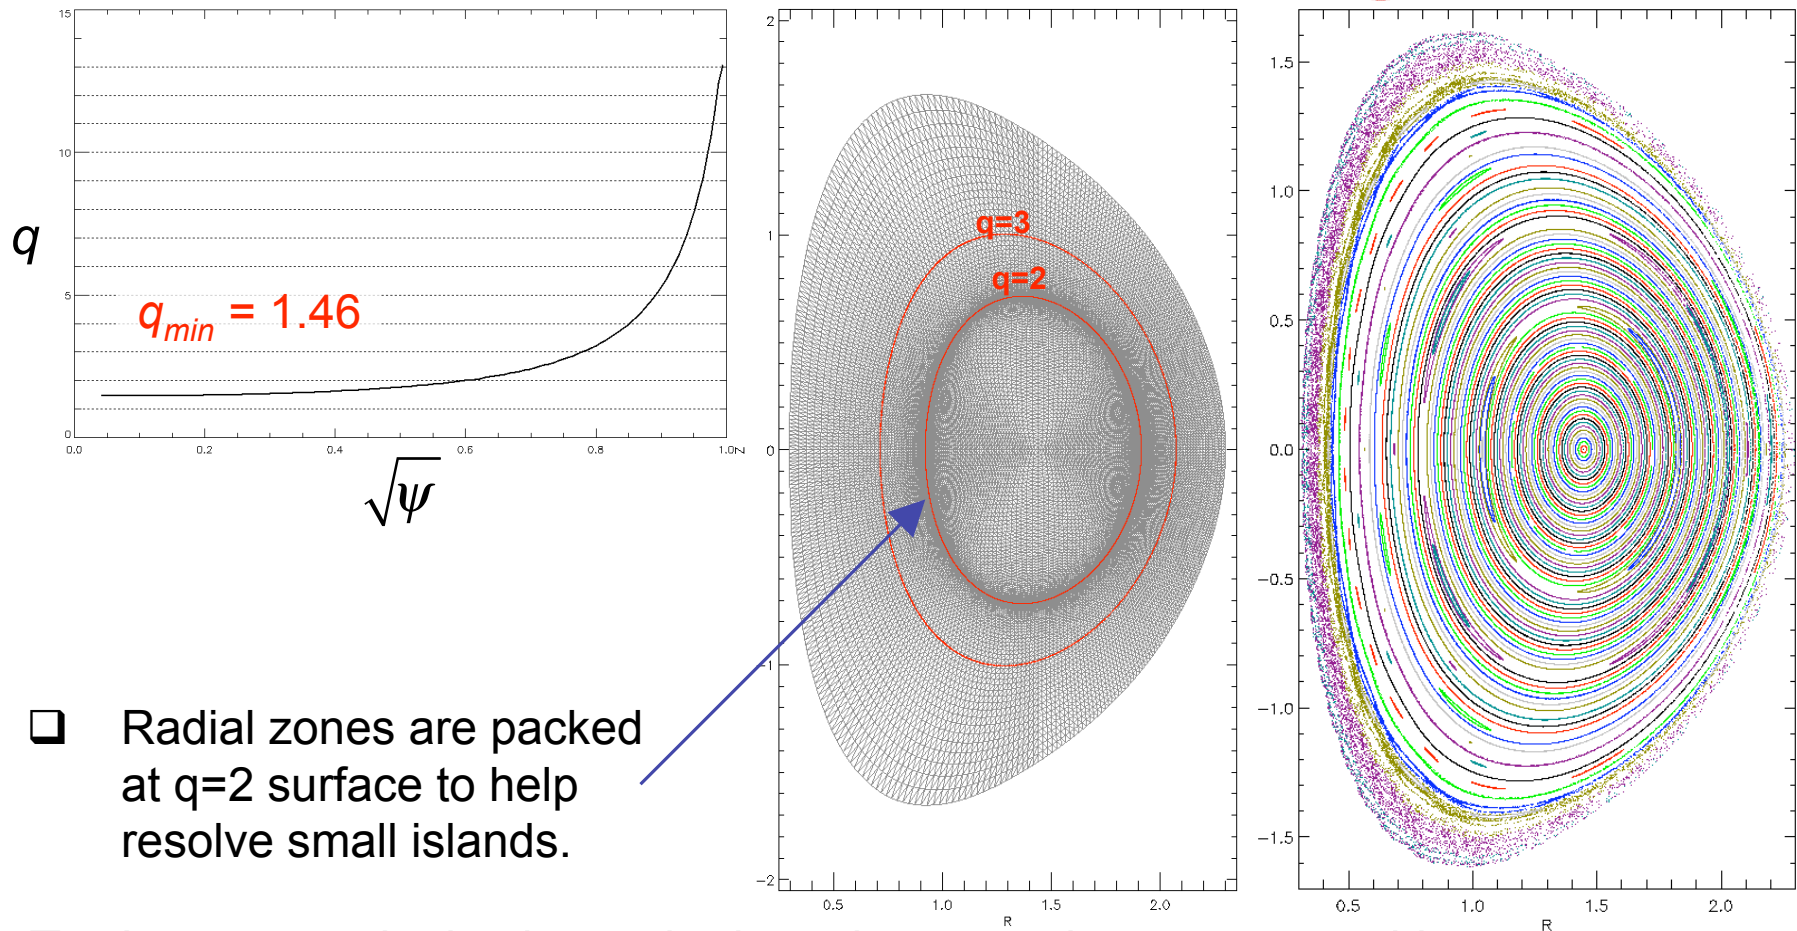 15
10
5
0
q
q_min = 1.46
0.0 0.2 0.4 0.6 0.8 1.0
√ψ
❑ Radial zones are packed
at q=2 surface to help
resolve small islands.
2
1
0
-1
-2
Z
q=3
q=2
0.5 1.0 1.5 2.0
R
1.5
1.0
0.5
0.0
-0.5
-1.0
-1.5
0.5 1.0 1.5 2.0
R